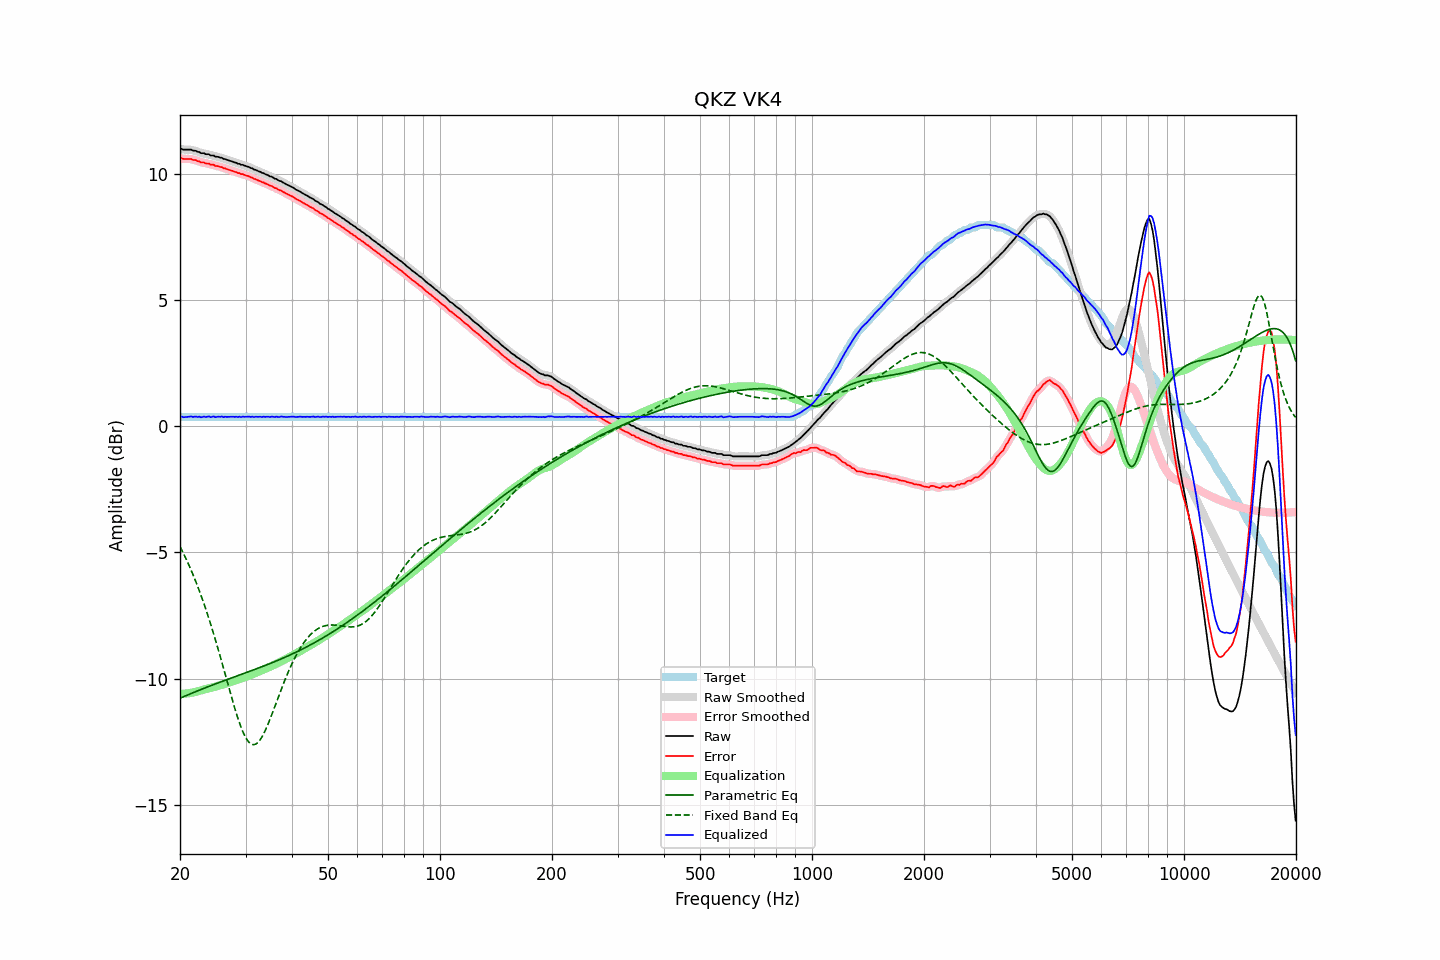 QKZ VK4
10
5
0
−5
−10
−15
Amplitude (dBr)
Target
Raw Smoothed
Error Smoothed
Raw
Error
Equalization
Parametric Eq
Fixed Band Eq
Equalized
20 50 100 200 500 1000 2000 5000 10000 20000
Frequency (Hz)